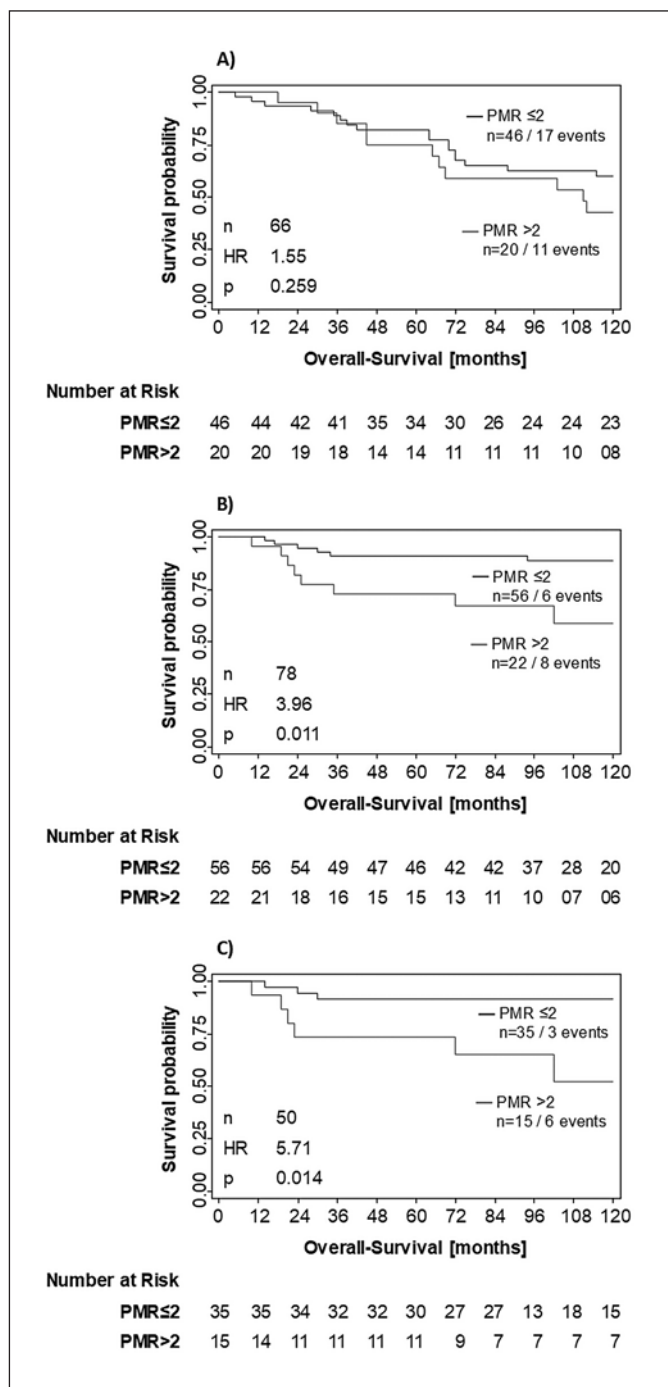 A)
Survival probability
1.00
0.75
0.50
0.25
0.00
PMR ≤2
n=46 / 17 events
PMR >2
n=20 / 11 events
n 66
HR 1.55
p 0.259
0 12 24 36 48 60 72 84 96 108 120
Overall-Survival [months]
Number at Risk
PMR≤2 46 44 42 41 35 34 30 26 24 24 23
PMR>2 20 20 19 18 14 14 11 11 11 10 08
B)
Survival probability
1.00
0.75
0.50
0.25
0.00
PMR ≤2
n=56 / 6 events
PMR >2
n=22 / 8 events
n 78
HR 3.96
p 0.011
0 12 24 36 48 60 72 84 96 108 120
Overall-Survival [months]
Number at Risk
PMR≤2 56 56 54 49 47 46 42 42 37 28 20
PMR>2 22 21 18 16 15 15 13 11 10 07 06
C)
Survival probability
1.00
0.75
0.50
0.25
0.00
PMR ≤2
n=35 / 3 events
PMR >2
n=15 / 6 events
n 50
HR 5.71
p 0.014
0 12 24 36 48 60 72 84 96 108 120
Overall-Survival [months]
Number at Risk
PMR≤2 35 35 34 32 32 30 27 27 13 18 15
PMR>2 15 14 11 11 11 11 9 7 7 7 7